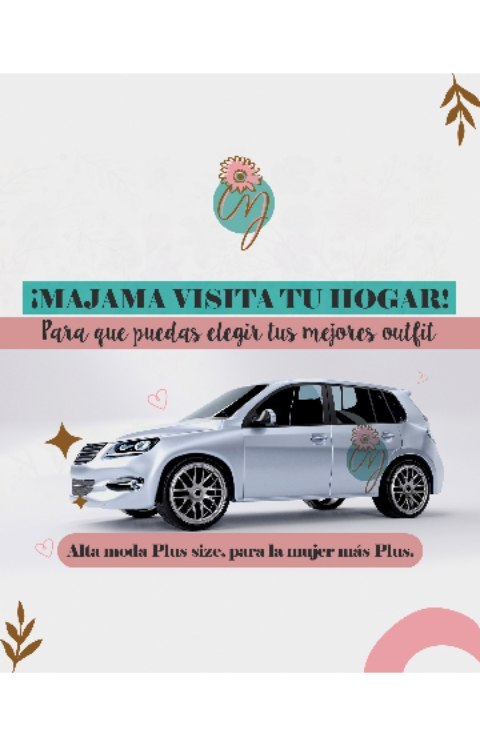 ¡MAJAMA VISITA TU HOGAR!
Para que puedas elegir tus mejores outfit
Alta moda Plus size, para la mujer más Plus.